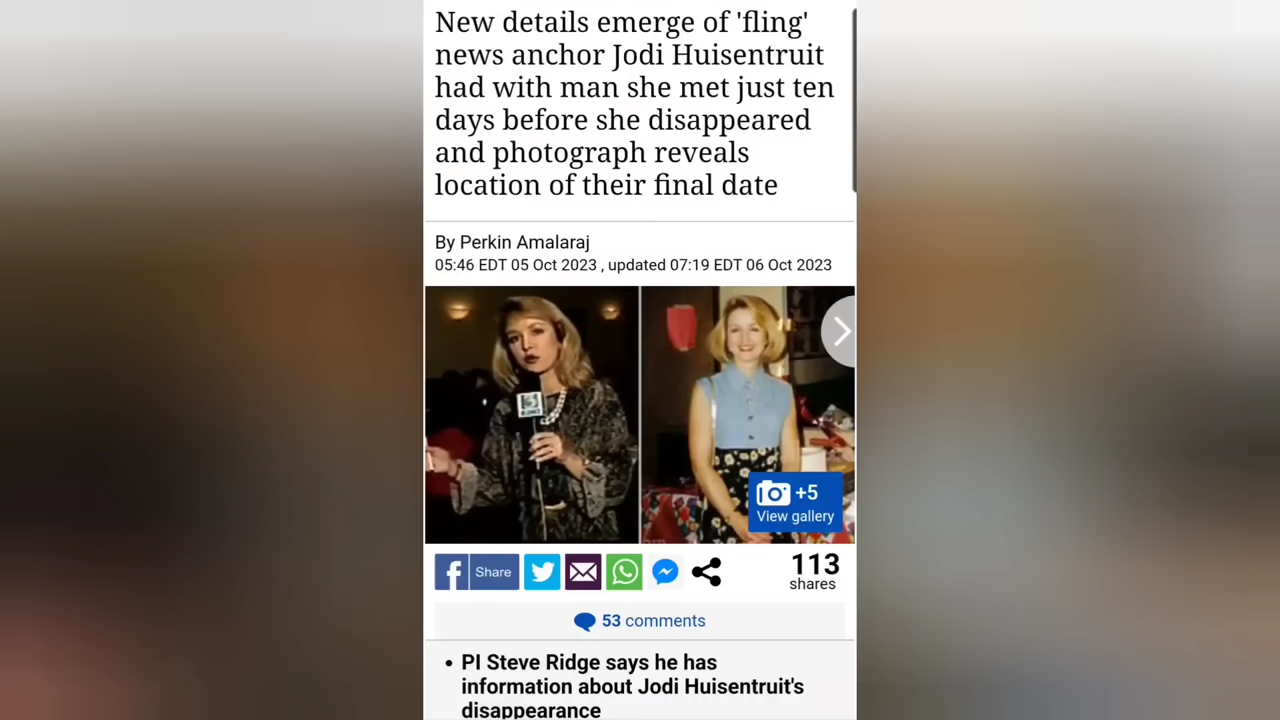 New details emerge of 'fling'
news anchor Jodi Huisentruit
had with man she met just ten
days before she disappeared
and photograph reveals
location of their final date
By Perkin Amalaraj
05:46 EDT 05 Oct 2023 , updated 07:19 EDT 06 Oct 2023
+5
View gallery
f Share
113
shares
53 comments
• PI Steve Ridge says he has
information about Jodi Huisentruit's
disappearance